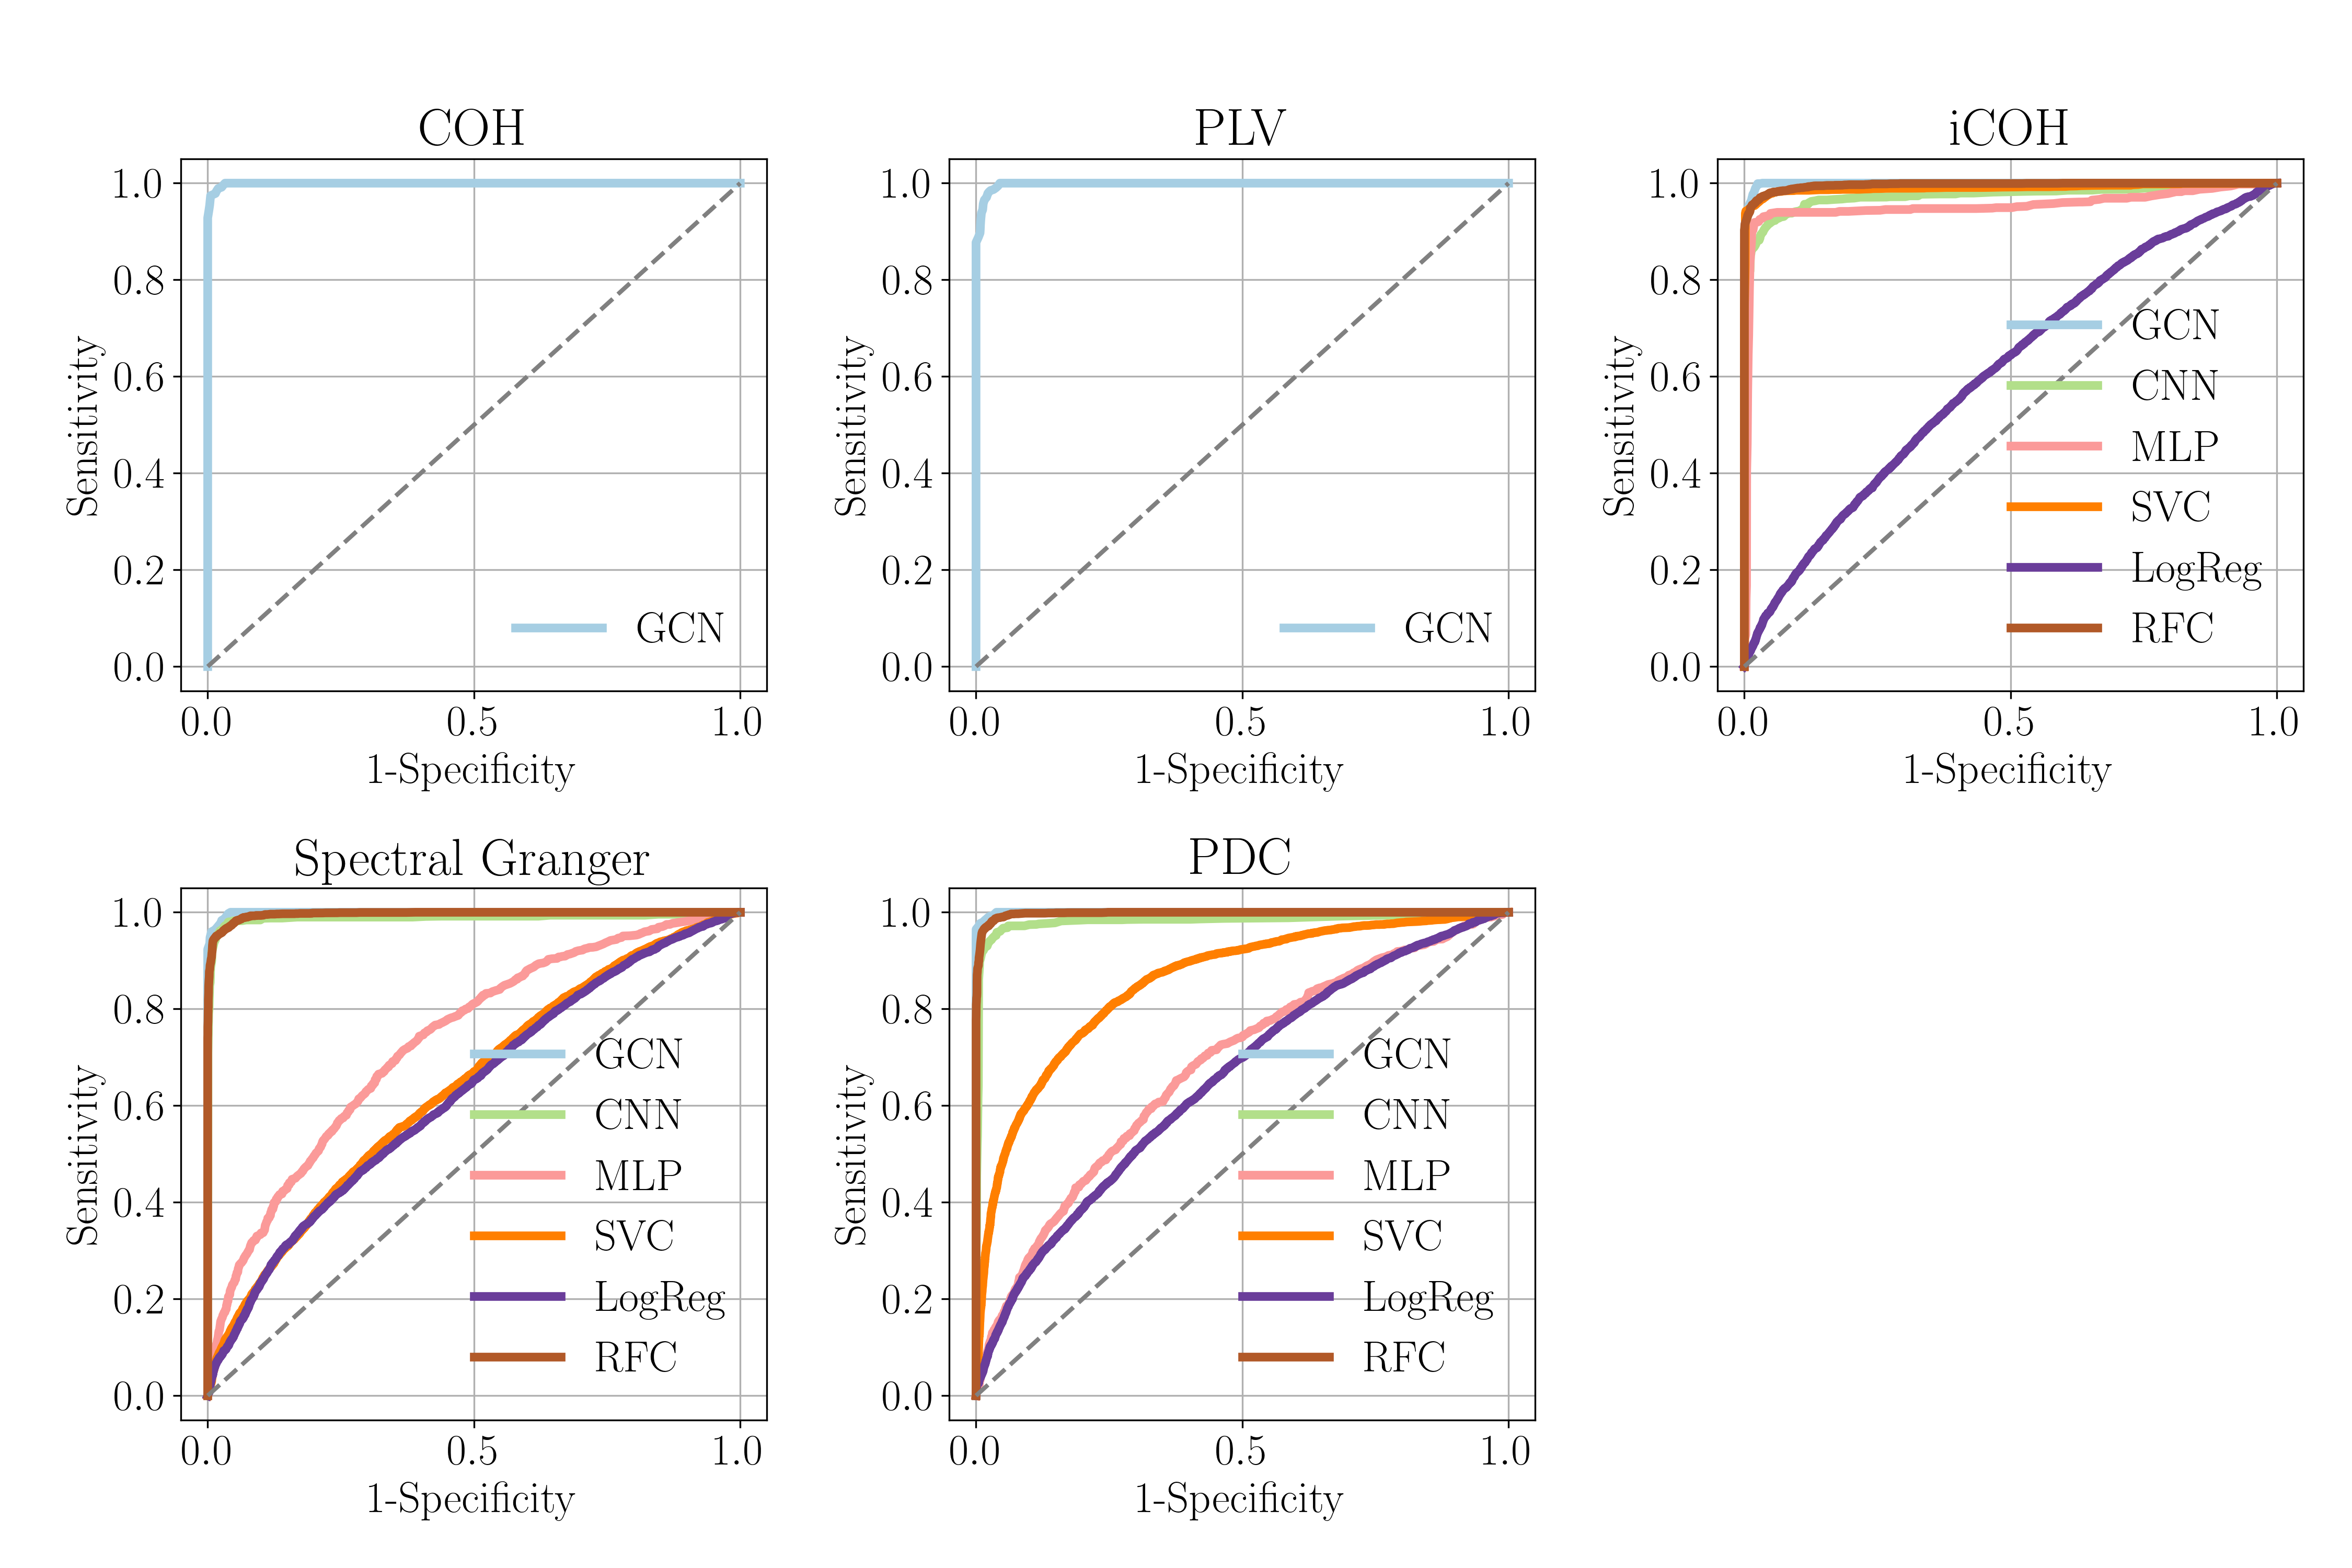 COH
1.0
0.8
0.6
0.4
0.2
0.0
Sensitivity
GCN
0.0 0.5 1.0
1-Specificity
PLV
1.0
0.8
0.6
0.4
0.2
0.0
Sensitivity
GCN
0.0 0.5 1.0
1-Specificity
iCOH
1.0
0.8
0.6
0.4
0.2
0.0
Sensitivity
GCN
CNN
MLP
SVC
LogReg
RFC
0.0 0.5 1.0
1-Specificity
Spectral Granger
1.0
0.8
0.6
0.4
0.2
0.0
Sensitivity
GCN
CNN
MLP
SVC
LogReg
RFC
0.0 0.5 1.0
1-Specificity
PDC
1.0
0.8
0.6
0.4
0.2
0.0
Sensitivity
GCN
CNN
MLP
SVC
LogReg
RFC
0.0 0.5 1.0
1-Specificity